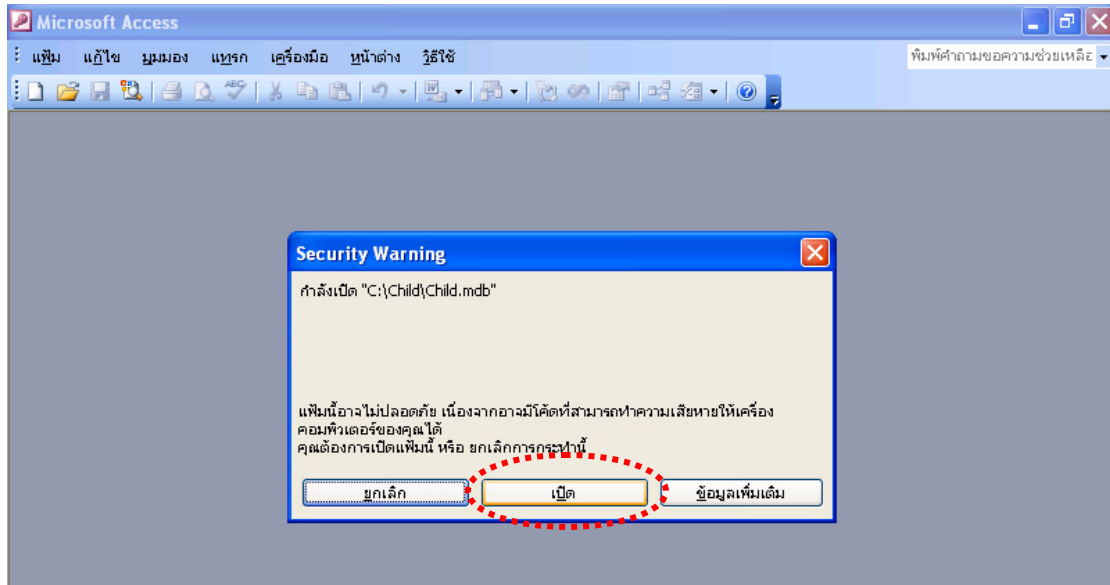 Microsoft Access
แฟ้ม แก้ไข มุมมอง แทรก เครื่องมือ หน้าต่าง วิธีใช้ พิมพ์คำถามขอความช่วยเหลือ
Security Warning
กำลังเปิด "C:\Child\Child.mdb"
แฟ้มนี้อาจไม่ปลอดภัย เนื่องจากอาจมีโค้ดที่สามารถทำความเสียหายให้เครื่อง
คอมพิวเตอร์ของคุณได้
คุณต้องการเปิดแฟ้มนี้ หรือ ยกเลิกการกระทำนี้
ยกเลิก เปิด ข้อมูลเพิ่มเติม